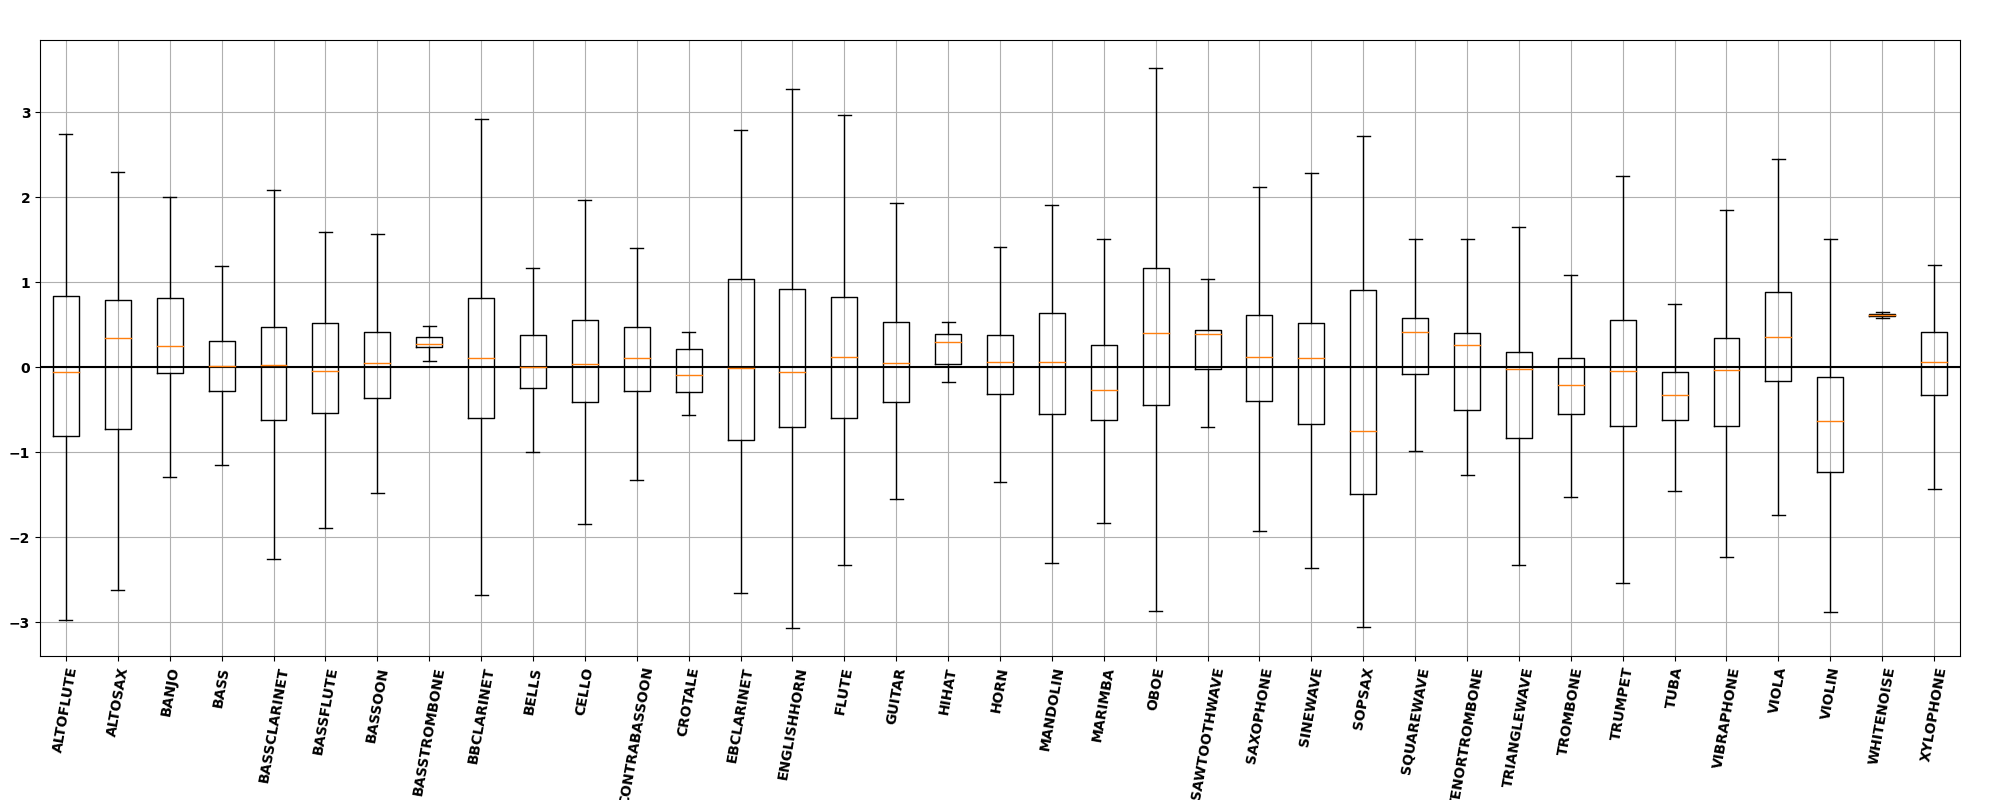 3
2
1
0
−1
−2
−3
ALTOFLUTE
ALTOSAX
BANJO
BASS
BASSCLARINET
BASSFLUTE
BASSOON
BASSTROMBONE
BBCLARINET
BELLS
CELLO
CONTRABASSOON
CROTALE
EBCLARINET
ENGLISHHORN
FLUTE
GUITAR
HIHAT
HORN
MANDOLIN
MARIMBA
OBOE
SAWTOOTHWAVE
SAXOPHONE
SINEWAVE
SOPSAX
SQUAREWAVE
TENORTROMBONE
TRIANGLEWAVE
TROMBONE
TRUMPET
TUBA
VIBRAPHONE
VIOLA
VIOLIN
WHITENOISE
XYLOPHONE